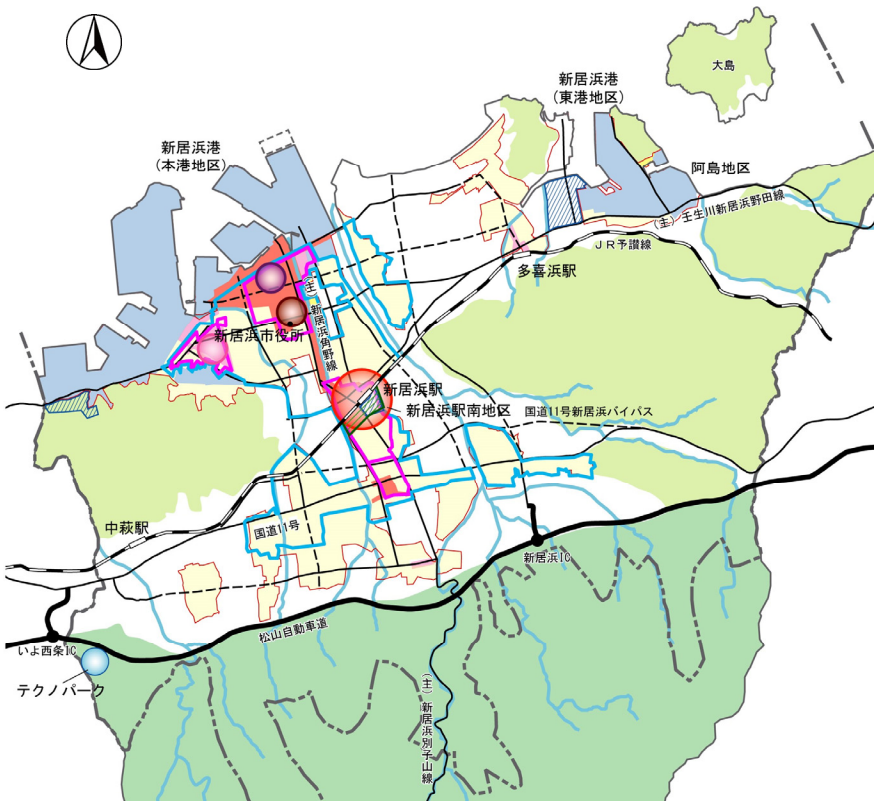 大島
新居浜港
(東港地区)
新居浜港
(本港地区)
阿島地区
(主)壬生川新居浜野田線
JR予讃線
多喜浜駅
(主)新居浜角野線
新居浜市役所
新居浜駅
新居浜駅南地区
国道11号新居浜バイパス
中萩駅
国道11号
新居浜IC
松山自動車道
いよ西条IC
テクノパーク
(主)新居浜別子山線